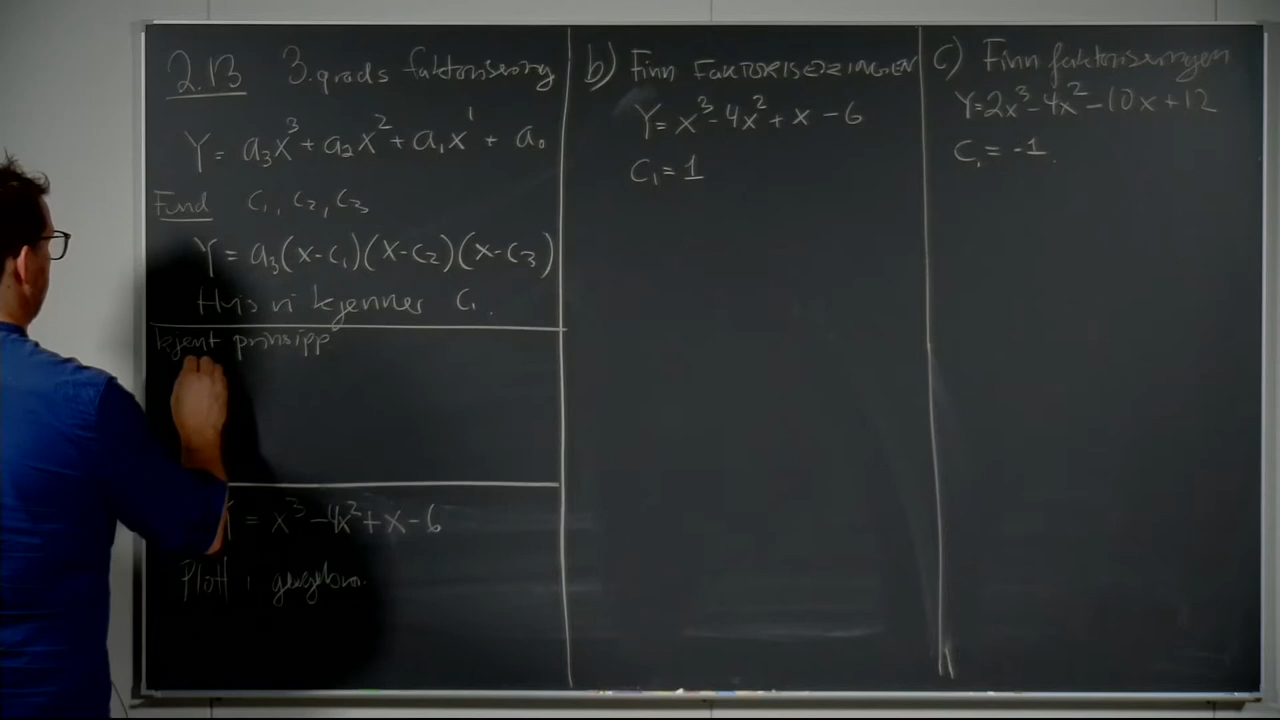 2.13 3.grads faktorisering
Y = a₃x³ + a₂x² + a₁x¹ + a₀
Find c₁, c₂, c₃
Y = a₃(x-c₁)(x-c₂)(x-c₃)
Hvis vi kjenner c₁.
kjent prinsipp
Y = x³ - 4x² + x - 6
Plott i geogebra.
b) Finn FAKTORISERINGEN
Y = x³ - 4x² + x - 6
C₁ = 1
c) Finn faktoriseringen
Y = 2x³ - 4x² - 10x + 12
C₁ = -1.